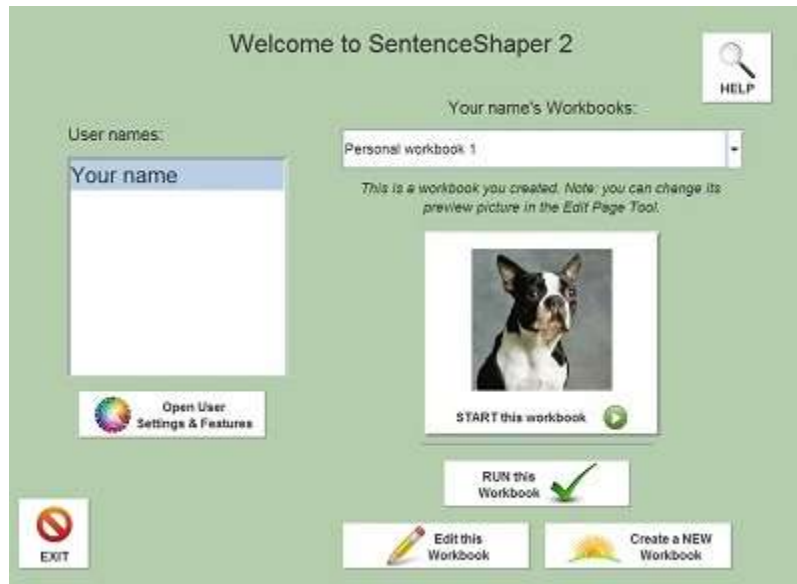 Welcome to SentenceShaper 2
HELP
Your name's Workbooks:
User names:
Personal workbook 1
Your name
This is a workbook you created. Note: you can change its
preview picture in the Edit Page Tool.
Open User
Settings & Features
START this workbook
RUN this
Workbook
EXIT
Edit this
Workbook
Create a NEW
Workbook